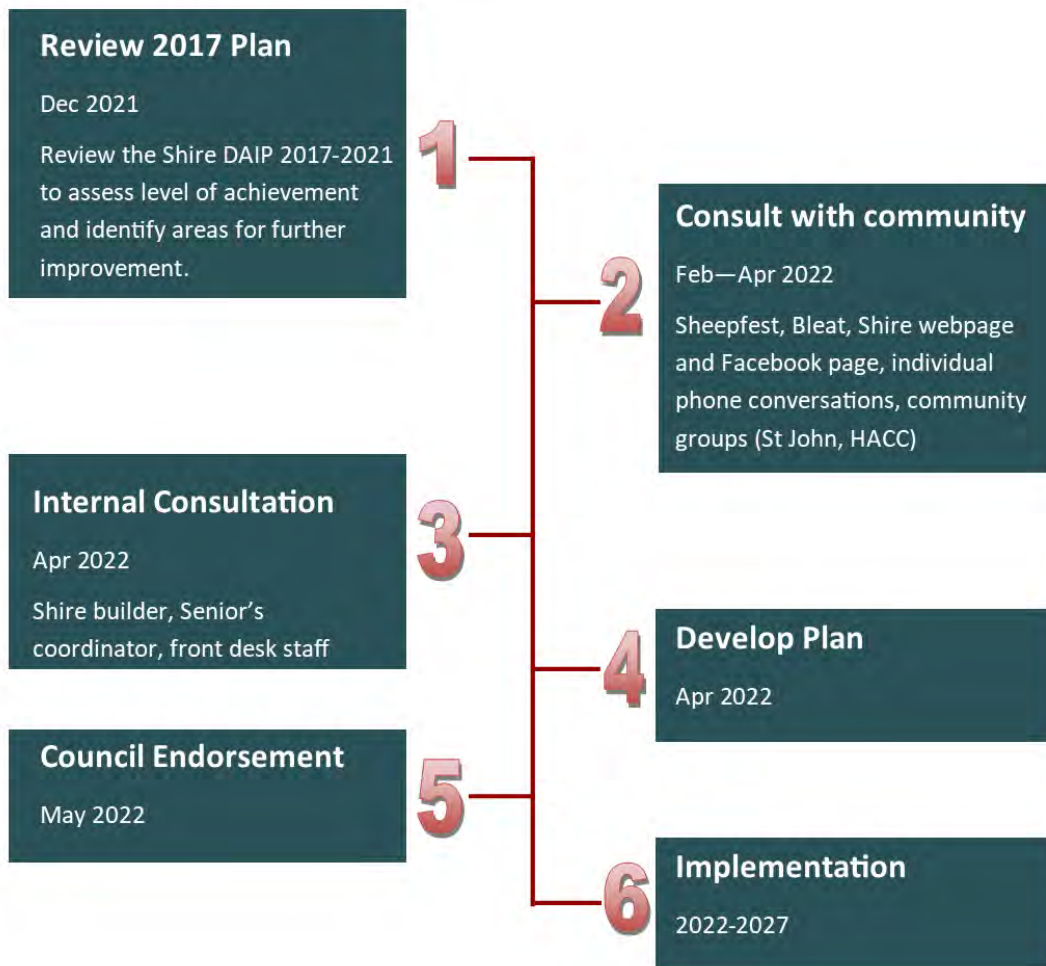 Review 2017 Plan
Dec 2021
Review the Shire DAIP 2017-2021
to assess level of achievement
and identify areas for further
improvement.
1
Consult with community
Feb—Apr 2022
Sheepfest, Bleat, Shire webpage
and Facebook page, individual
phone conversations, community
groups (St John, HACC)
2
Internal Consultation
Apr 2022
Shire builder, Senior’s
coordinator, front desk staff
3
Develop Plan
Apr 2022
4
Council Endorsement
May 2022
5
Implementation
2022-2027
6